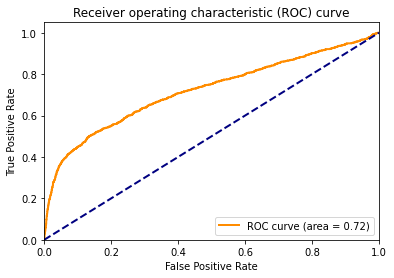 Receiver operating characteristic (ROC) curve
True Positive Rate
1.0
0.8
0.6
0.4
0.2
0.0
ROC curve (area = 0.72)
0.0 0.2 0.4 0.6 0.8 1.0
False Positive Rate